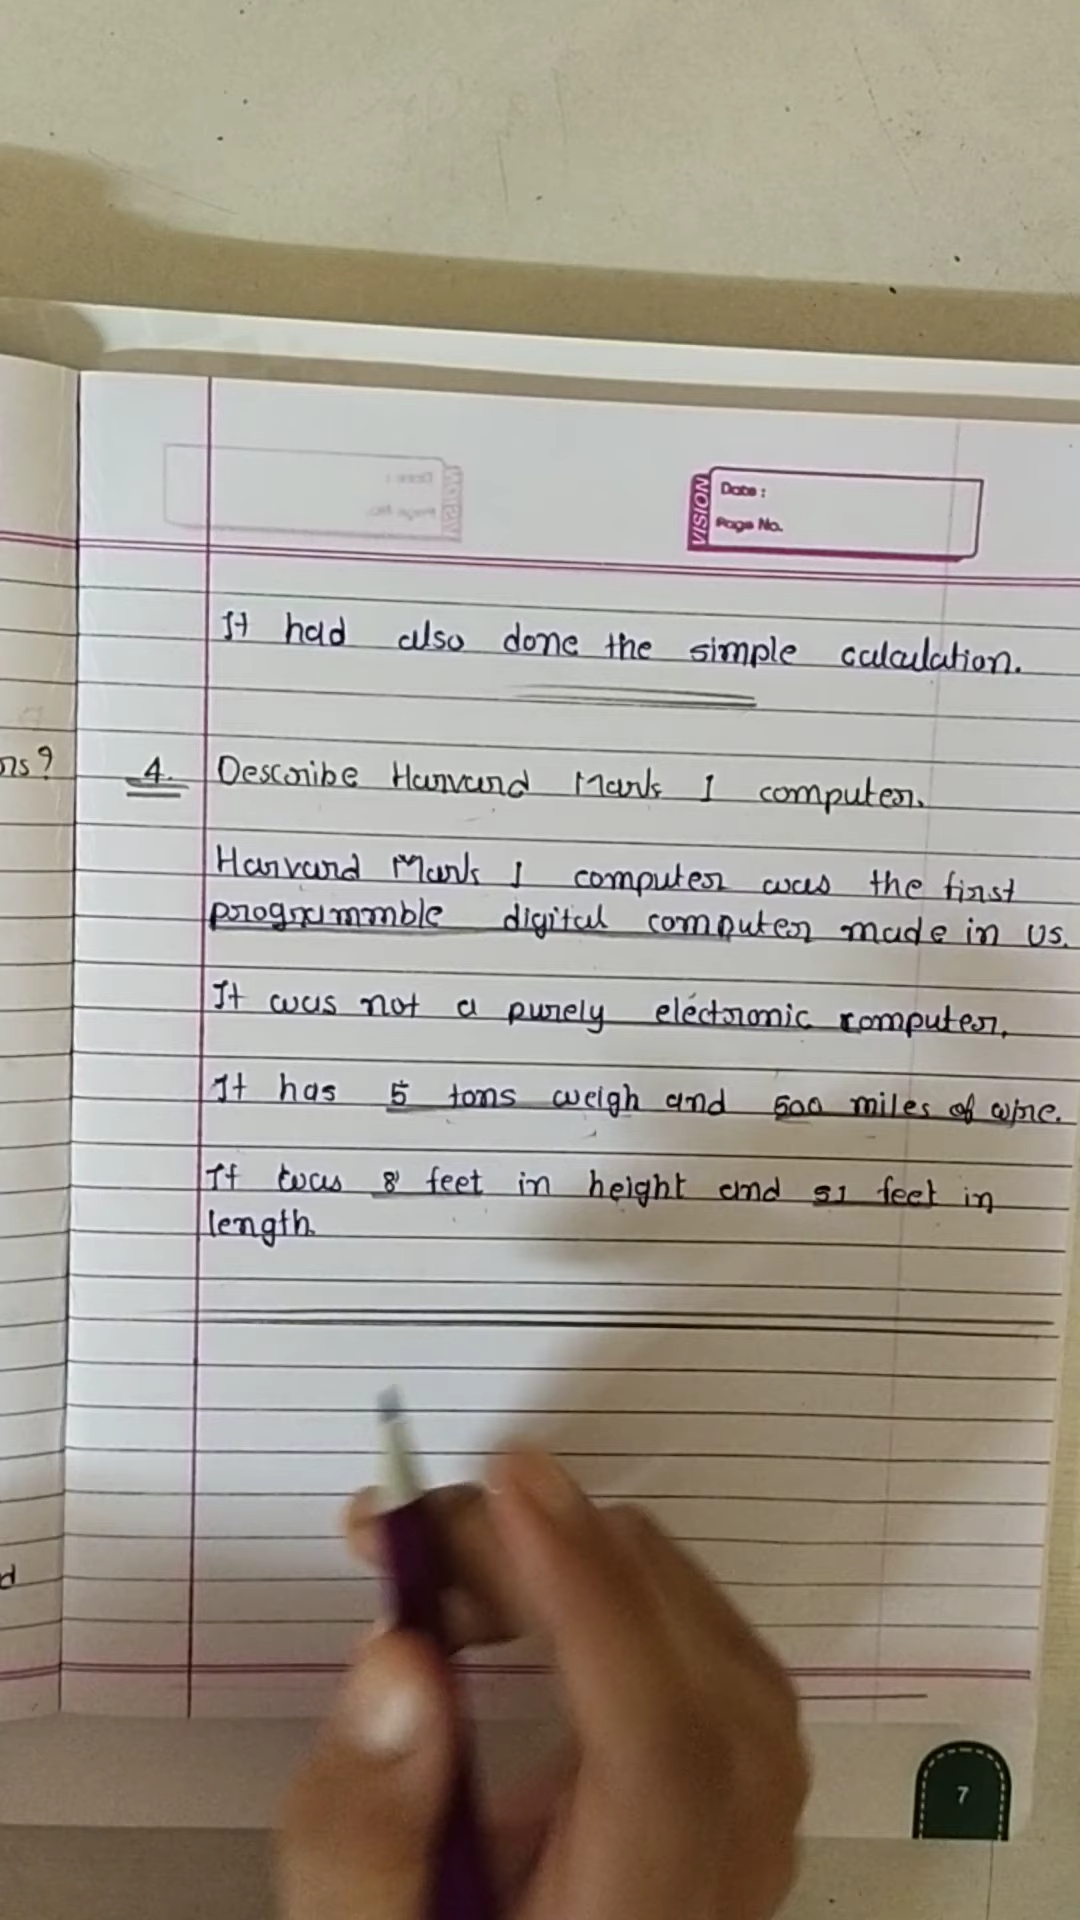 VISION
Date :
Page No.
It had also done the simple calculation.
ns?
4. Describe Harvard Mark I computer.
Harvard Mark I computer was the first
programmble digital computer made in US.
It was not a purely electronic computer.
It has 5 tons weigh and 500 miles of wire.
It was 8 feet in height and 51 feet in
length.
d
7